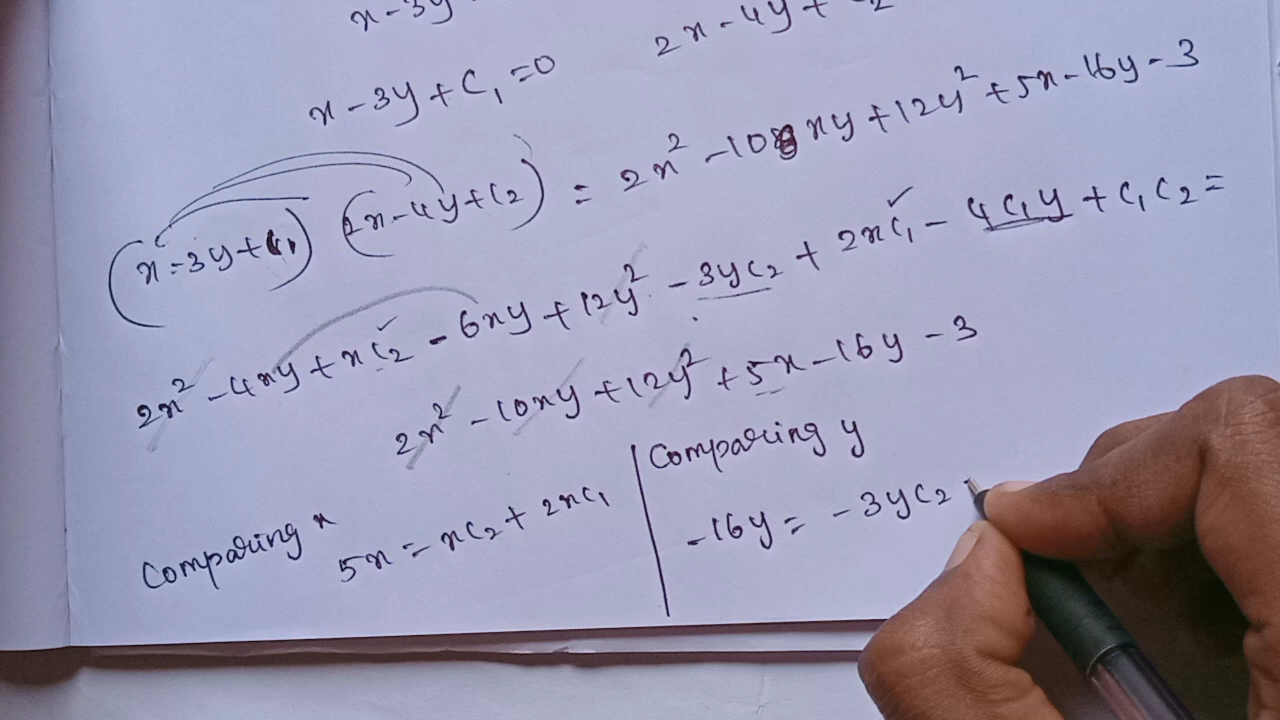 x - 3y
2x - 4y +
x - 3y + C₁ = 0
(x - 3y + C₁) (2x - 4y + C₂) = 2x² - 10xy + 12y² + 5x - 16y - 3
2x² - 4xy + xC₂ - 6xy + 12y² - 3yC₂ + 2xC₁ - 4C₁y + C₁C₂ =
2x² - 10xy + 12y² + 5x - 16y - 3
Comparing x
5x = xC₂ + 2xC₁
Comparing y
-16y = -3yC₂